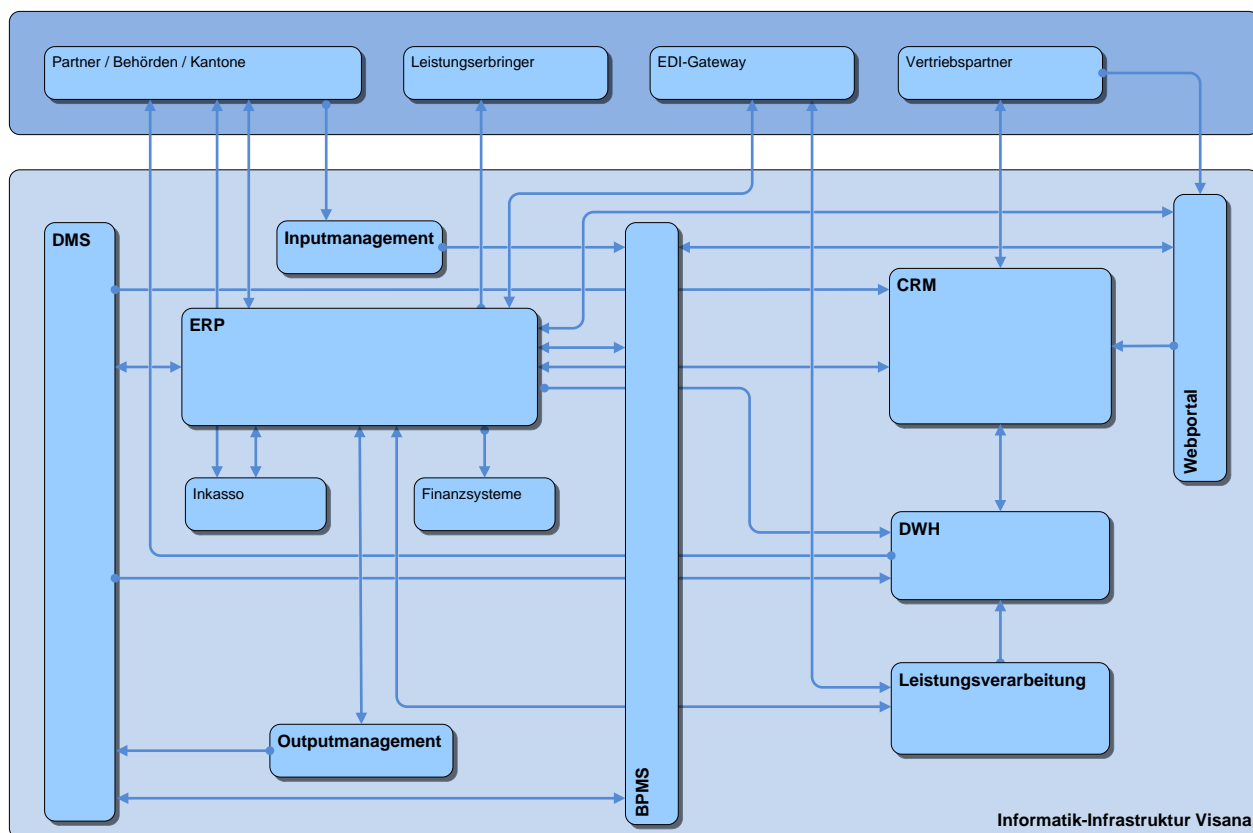 Partner / Behörden / Kantone
Leistungserbringer
EDI-Gateway
Vertriebspartner
DMS
Inputmanagement
BPMS
CRM
Webportal
ERP
Inkasso
Finanzsysteme
DWH
Leistungsverarbeitung
Outputmanagement
Informatik-Infrastruktur Visana